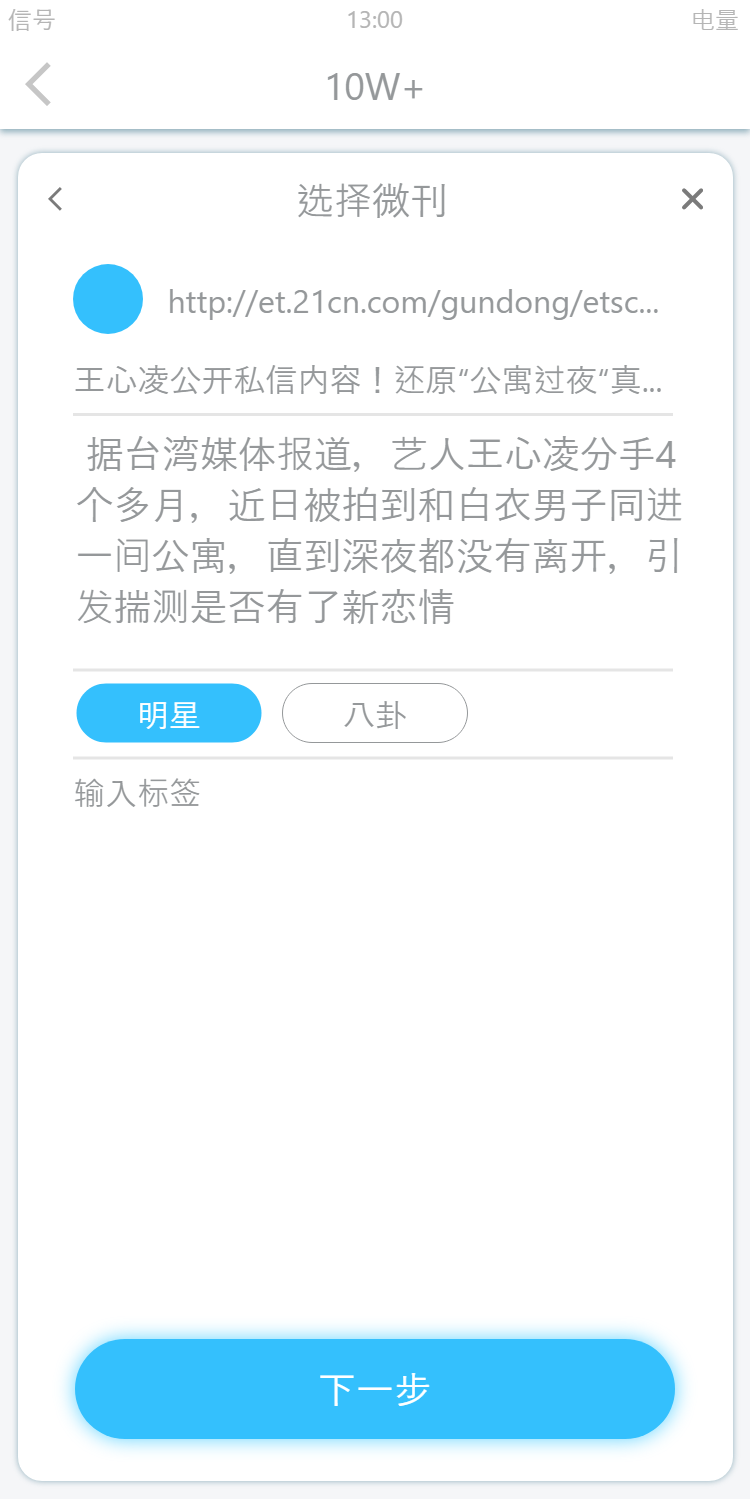 信号 13:00 电量
10W+
选择微刊
http://et.21cn.com/gundong/etsc...
王心凌公开私信内容！还原“公寓过夜“真...
据台湾媒体报道，艺人王心凌分手4
个多月，近日被拍到和白衣男子同进
一间公寓，直到深夜都没有离开，引
发揣测是否有了新恋情
明星 八卦
输入标签
下一步